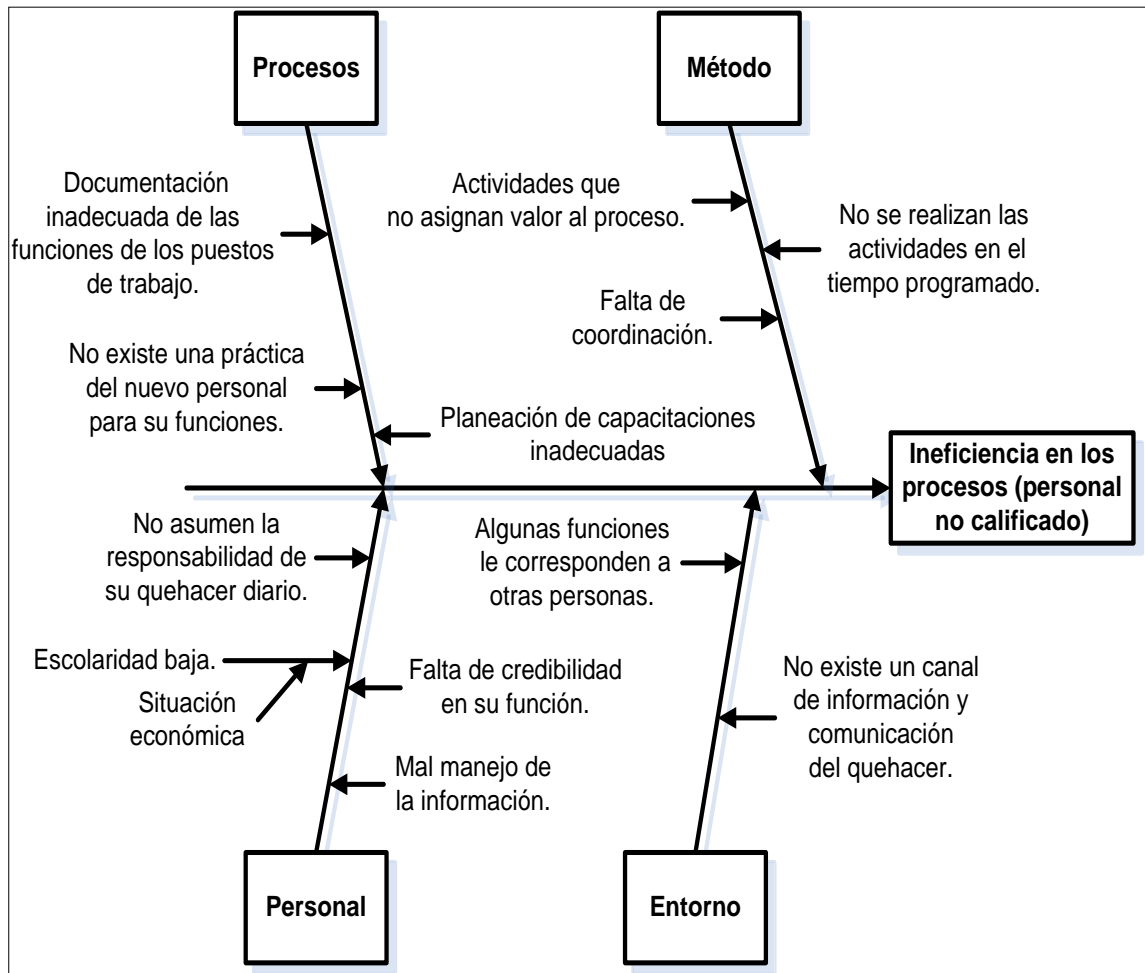 Procesos
Método
Documentación
inadecuada de las
funciones de los puestos
de trabajo.
Actividades que
no asignan valor al proceso.
No se realizan las
actividades en el
tiempo programado.
Falta de
coordinación.
No existe una práctica
del nuevo personal
para su funciones.
Planeación de capacitaciones
inadecuadas
Ineficiencia en los
procesos (personal
no calificado)
No asumen la
responsabilidad de
su quehacer diario.
Algunas funciones
le corresponden a
otras personas.
Escolaridad baja.
Situación
económica
Falta de credibilidad
en su función.
No existe un canal
de información y
comunicación
del quehacer.
Mal manejo de
la información.
Personal
Entorno